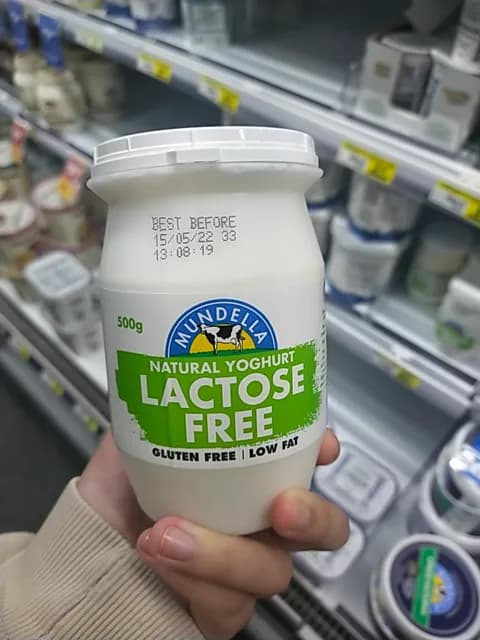 BEST BEFORE
15/05/22 33
13:08:19
500g
MUNDELLA
NATURAL YOGHURT
LACTOSE
FREE
GLUTEN FREE | LOW FAT